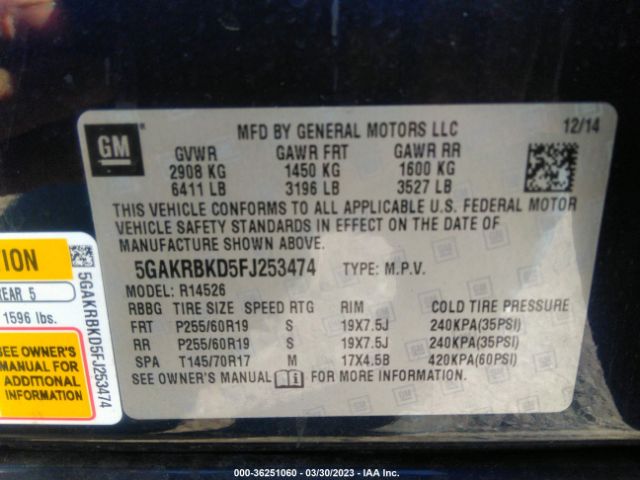 GM
MFD BY GENERAL MOTORS LLC 12/14
GVWR GAWR FRT GAWR RR
2908 KG 1450 KG 1600 KG
6411 LB 3196 LB 3527 LB
THIS VEHICLE CONFORMS TO ALL APPLICABLE U.S. FEDERAL MOTOR
VEHICLE SAFETY STANDARDS IN EFFECT ON THE DATE OF
MANUFACTURE SHOWN ABOVE.
5GAKRBKD5FJ253474 TYPE: M.P.V.
MODEL: R14526
RBBG TIRE SIZE SPEED RTG RIM COLD TIRE PRESSURE
FRT P255/60R19 S 19X7.5J 240KPA(35PSI)
RR P255/60R19 S 19X7.5J 240KPA(35PSI)
SPA T145/70R17 M 17X4.5B 420KPA(60PSI)
SEE OWNER'S MANUAL FOR MORE INFORMATION
TION
REAR 5
1596 lbs.
SEE OWNER'S
MANUAL FOR
ADDITIONAL
INFORMATION
5GAKRBKD5FJ253474
000-36251060 - 03/30/2023 - IAA Inc.